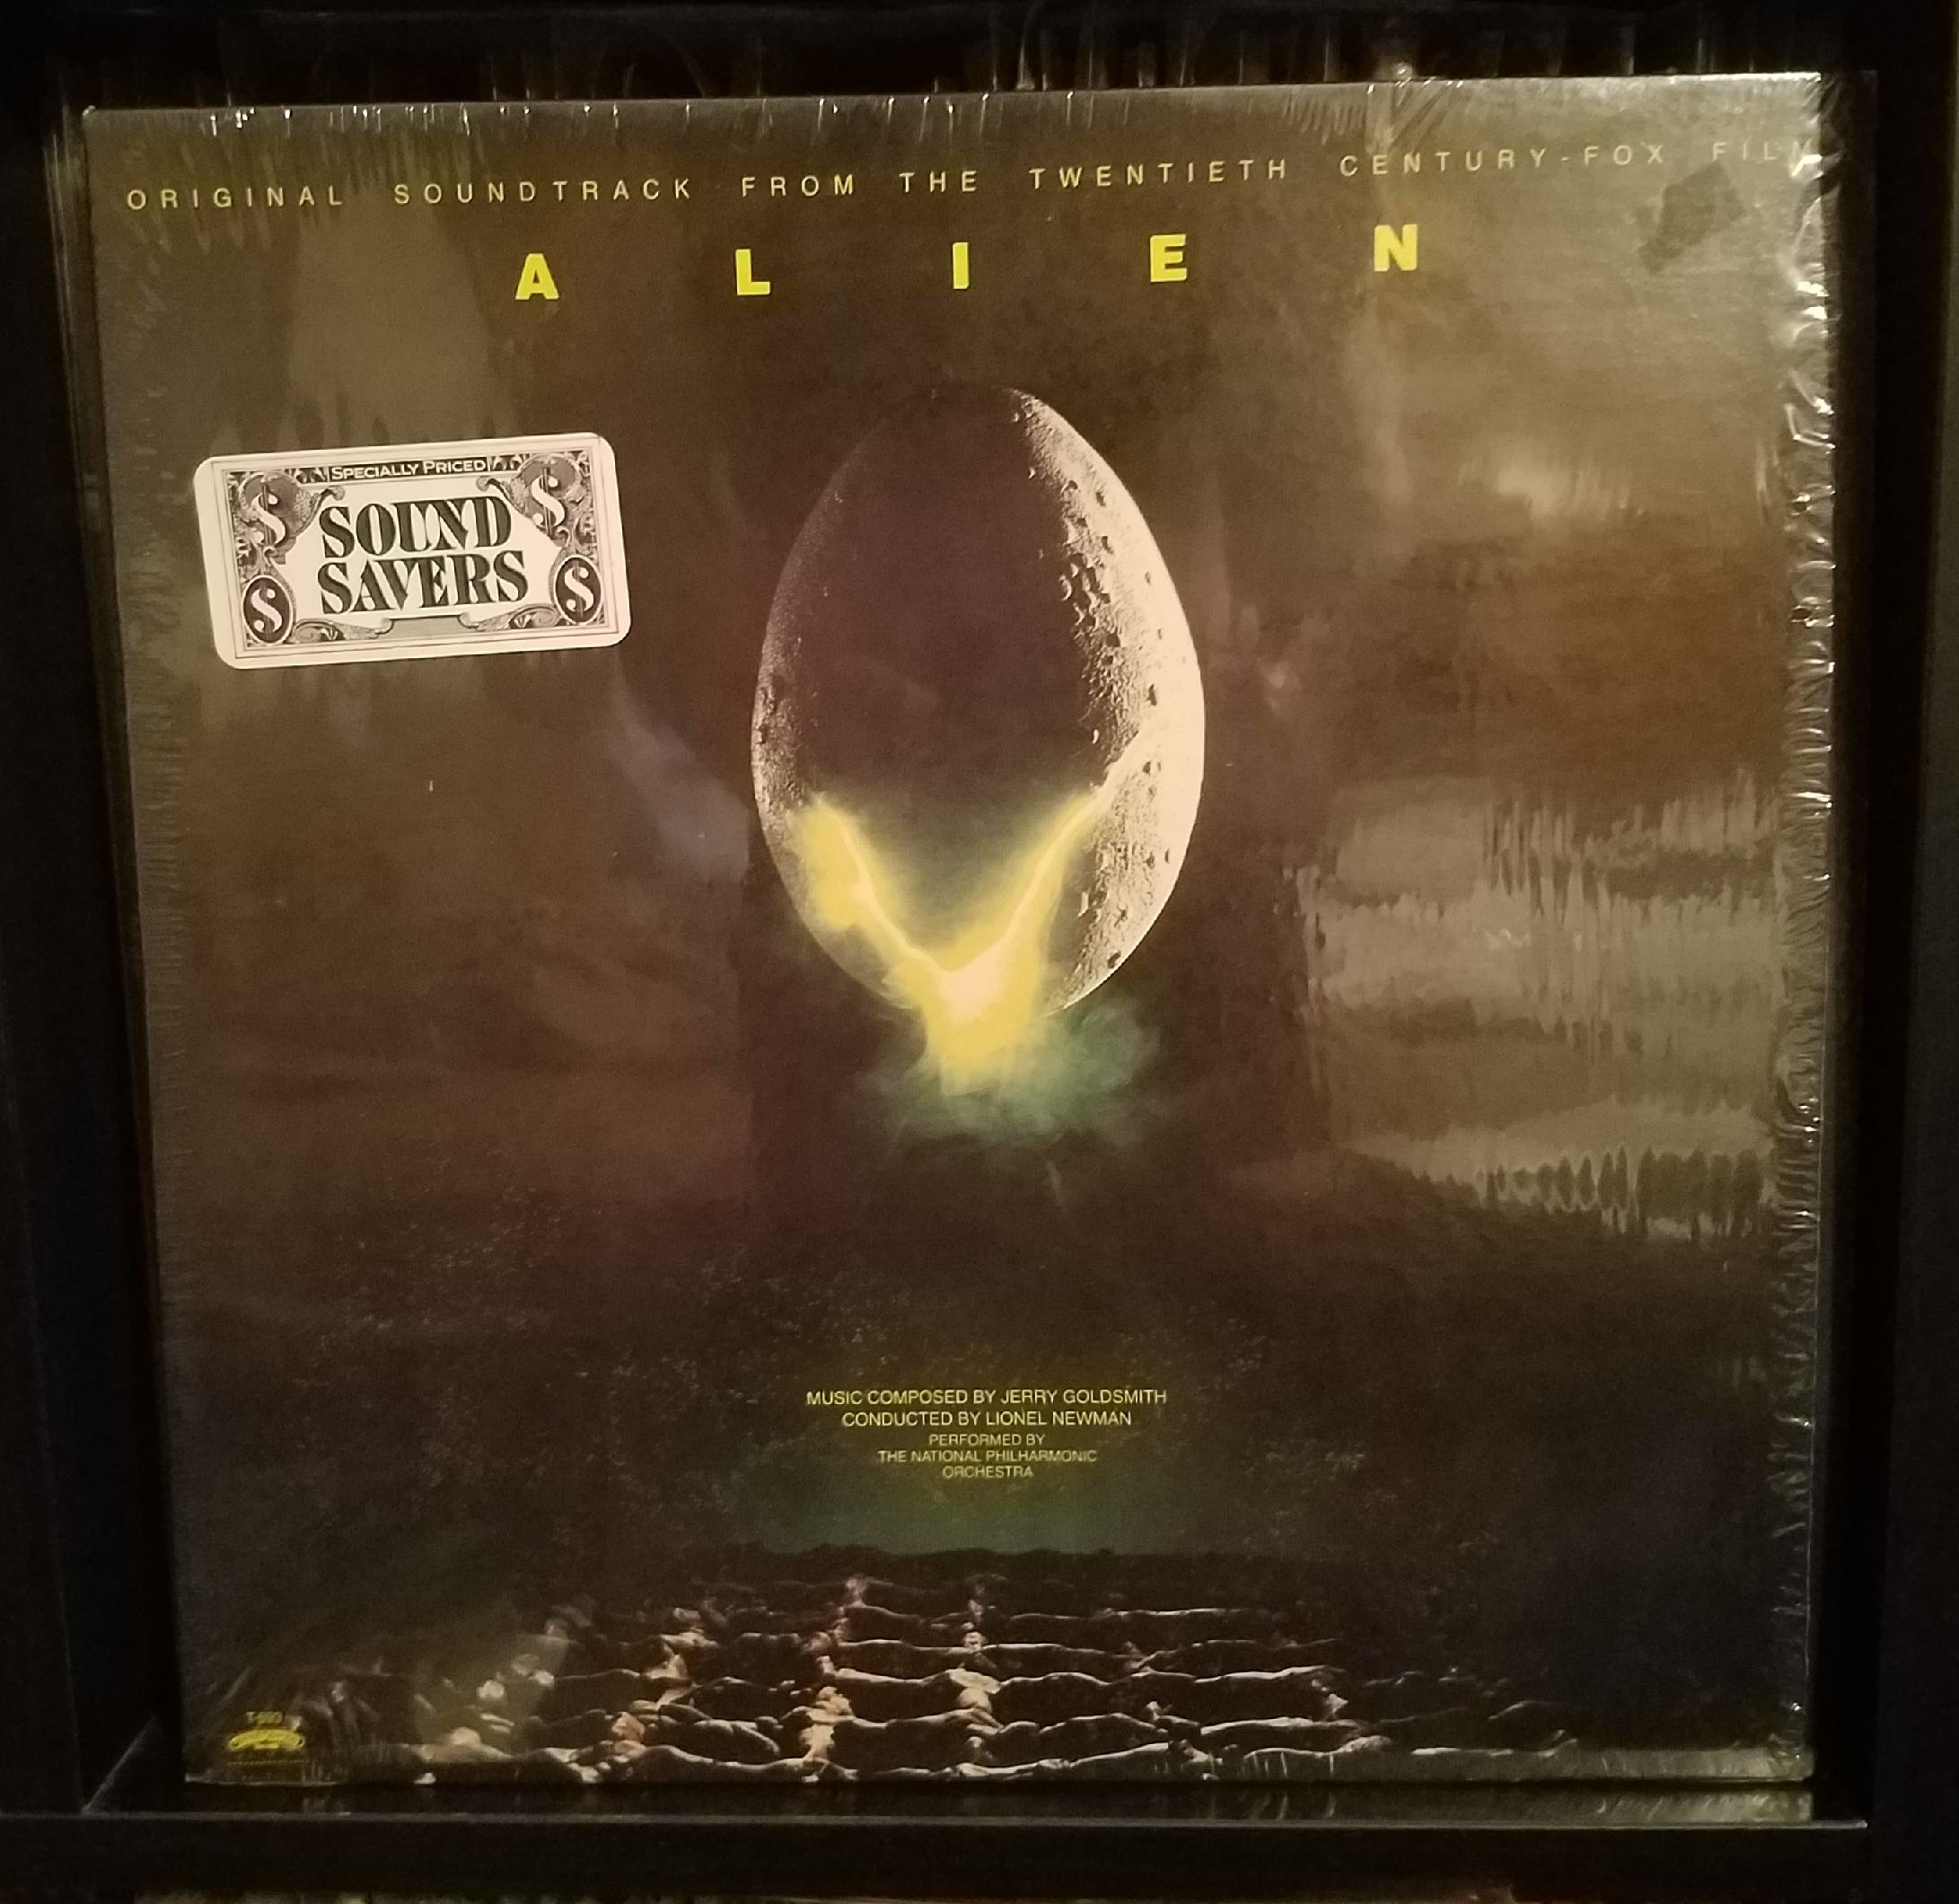 ORIGINAL SOUNDTRACK FROM THE TWENTIETH CENTURY-FOX FILM
ALIEN
SPECIALLY PRICED
SOUND
SAVERS
MUSIC COMPOSED BY JERRY GOLDSMITH
CONDUCTED BY LIONEL NEWMAN
PERFORMED BY
THE NATIONAL PHILHARMONIC
ORCHESTRA